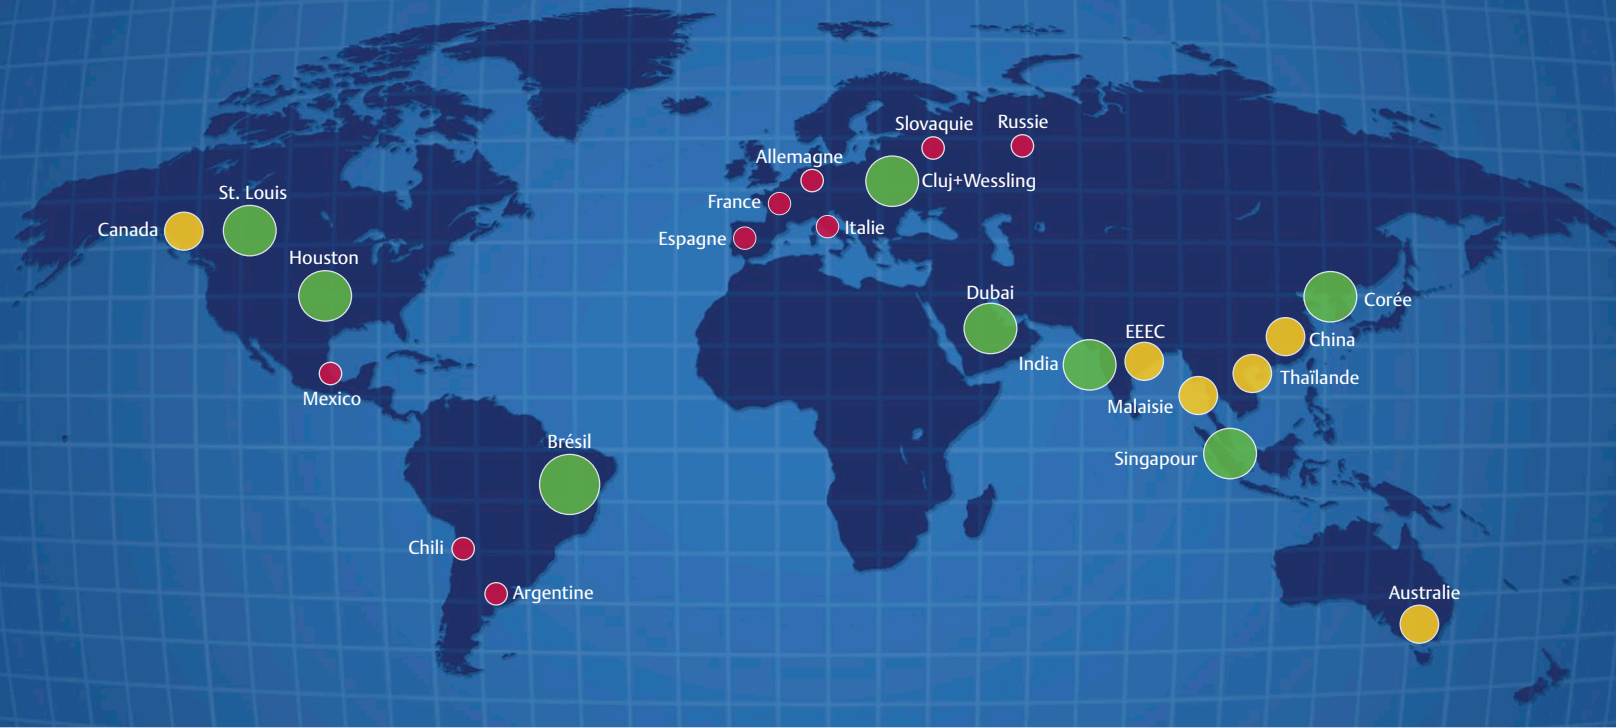 Slovaquie
Russie
Allemagne
Cluj+Wessling
St. Louis
France
Canada
Italie
Espagne
Houston
Dubai
Corée
EEEC
China
India
Thaïlande
Mexico
Malaisie
Brésil
Singapour
Chili
Argentine
Australie